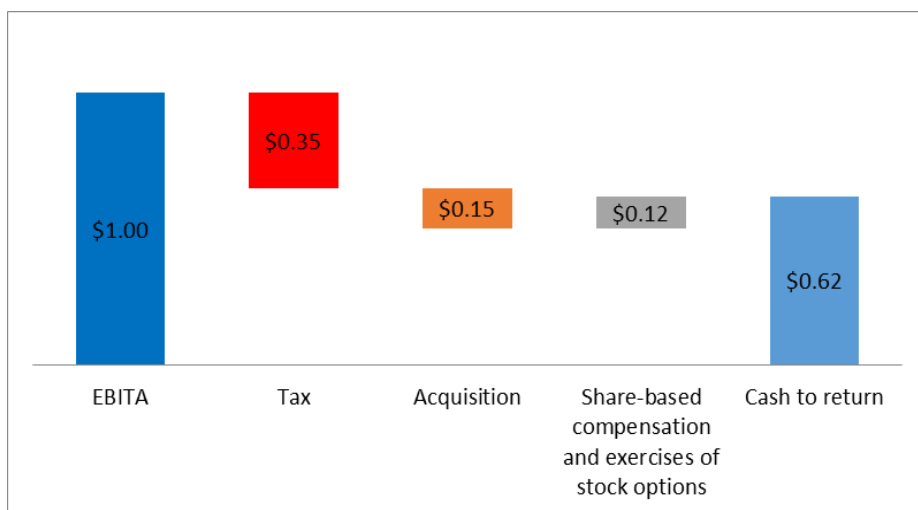 $1.00
$0.35
$0.15
$0.12
$0.62
EBITA
Tax
Acquisition
Share-based
compensation
and exercises of
stock options
Cash to return